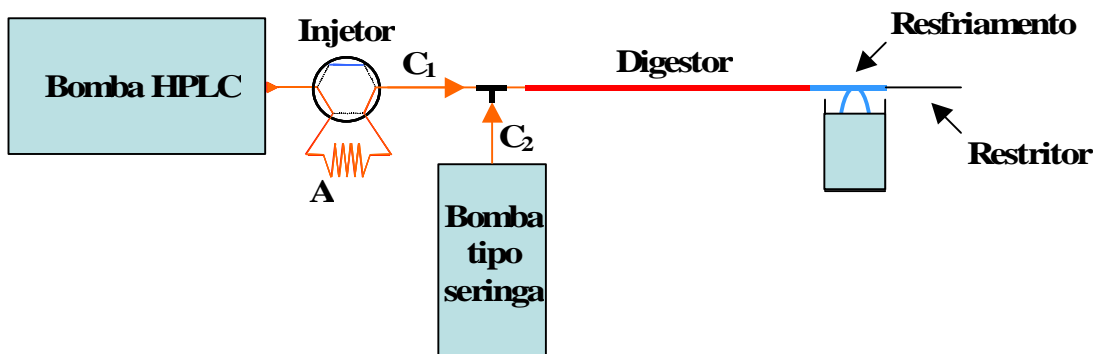 Bomba HPLC
Injetor
A
C₁
C₂
Bomba
tipo
seringa
Digestor
Resfriamento
Restritor